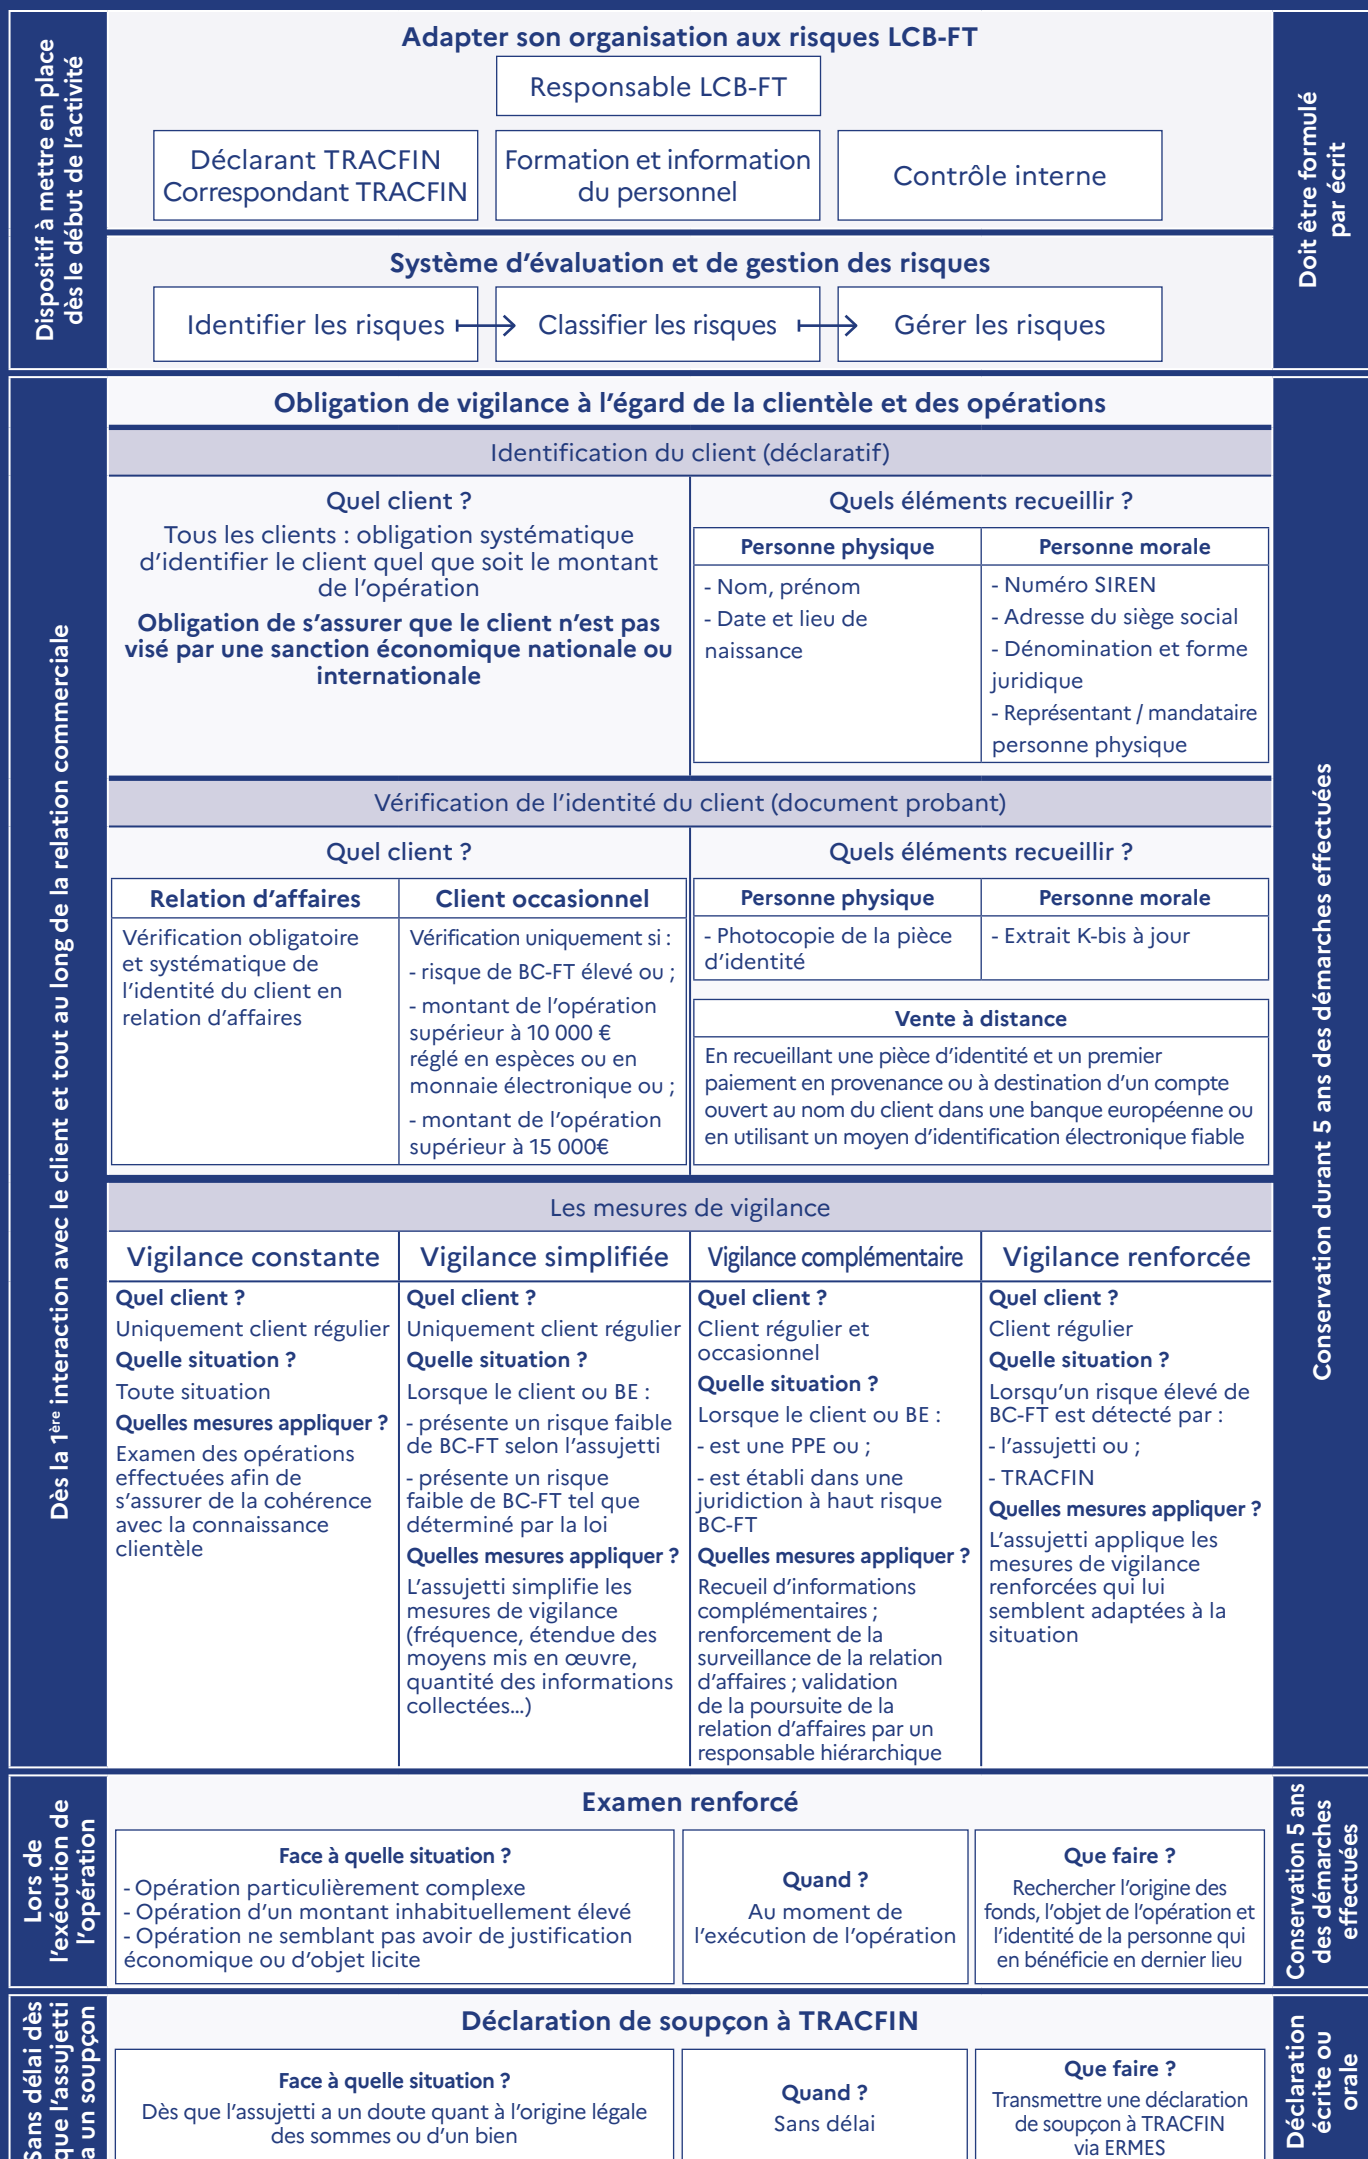 Dispositif à mettre en place
dès le début de l'activité
Adapter son organisation aux risques LCB-FT
Responsable LCB-FT
Déclarant TRACFIN
Correspondant TRACFIN
Formation et information
du personnel
Contrôle interne
Système d'évaluation et de gestion des risques
Identifier les risques
Classifier les risques
Gérer les risques
Doit être formulé
par écrit
Dès la 1ère interaction avec le client et tout au long de la relation commerciale
Obligation de vigilance à l'égard de la clientèle et des opérations
Identification du client (déclaratif)
Quel client ?
Tous les clients : obligation systématique
d'identifier le client quel que soit le montant
de l'opération
Obligation de s'assurer que le client n'est pas
visé par une sanction économique nationale ou
internationale
Quels éléments recueillir ?
Personne physique
- Nom, prénom
- Date et lieu de
naissance
Personne morale
- Numéro SIREN
- Adresse du siège social
- Dénomination et forme
juridique
- Représentant / mandataire
personne physique
Vérification de l'identité du client (document probant)
Quel client ?
Relation d'affaires
Vérification obligatoire
et systématique de
l'identité du client en
relation d'affaires
Client occasionnel
Vérification uniquement si :
- risque de BC-FT élevé ou ;
- montant de l'opération
supérieur à 10 000 €
réglé en espèces ou en
monnaie électronique ou ;
- montant de l'opération
supérieur à 15 000€
Quels éléments recueillir ?
Personne physique
- Photocopie de la pièce
d'identité
Personne morale
- Extrait K-bis à jour
Vente à distance
En recueillant une pièce d'identité et un premier
paiement en provenance ou à destination d'un compte
ouvert au nom du client dans une banque européenne ou
en utilisant un moyen d'identification électronique fiable
Les mesures de vigilance
Vigilance constante
Quel client ?
Uniquement client régulier
Quelle situation ?
Toute situation
Quelles mesures appliquer ?
Examen des opérations
effectuées afin de
s'assurer de la cohérence
avec la connaissance
clientèle
Vigilance simplifiée
Quel client ?
Uniquement client régulier
Quelle situation ?
Lorsque le client ou BE :
- présente un risque faible
de BC-FT selon l'assujetti
- présente un risque
faible de BC-FT tel que
déterminé par la loi
Quelles mesures appliquer ?
L'assujetti simplifie les
mesures de vigilance
(fréquence, étendue des
moyens mis en œuvre,
quantité des informations
collectées...)
Vigilance complémentaire
Quel client ?
Client régulier et
occasionnel
Quelle situation ?
Lorsque le client ou BE :
- est une PPE ou ;
- est établi dans une
juridiction à haut risque
BC-FT
Quelles mesures appliquer ?
Recueil d'informations
complémentaires ;
renforcement de la
surveillance de la relation
d'affaires ; validation
de la poursuite de la
relation d'affaires par un
responsable hiérarchique
Vigilance renforcée
Quel client ?
Client régulier
Quelle situation ?
Lorsqu'un risque élevé de
BC-FT est détecté par :
- l'assujetti ou ;
- TRACFIN
Quelles mesures appliquer ?
L'assujetti applique les
mesures de vigilance
renforcées qui lui
semblent adaptées à la
situation
Conservation durant 5 ans des démarches effectuées
Lors de
l'exécution de
l'opération
Examen renforcé
Face à quelle situation ?
- Opération particulièrement complexe
- Opération d'un montant inhabituellement élevé
- Opération ne semblant pas avoir de justification
économique ou d'objet licite
Quand ?
Au moment de
l'exécution de l'opération
Que faire ?
Rechercher l'origine des
fonds, l'objet de l'opération et
l'identité de la personne qui
en bénéficie en dernier lieu
Conservation 5 ans
des démarches
effectuées
Sans délai dès
que l'assujetti
a un soupçon
Déclaration de soupçon à TRACFIN
Face à quelle situation ?
Dès que l'assujetti a un doute quant à l'origine légale
des sommes ou d'un bien
Quand ?
Sans délai
Que faire ?
Transmettre une déclaration
de soupçon à TRACFIN
via ERMES
Déclaration
écrite ou
orale